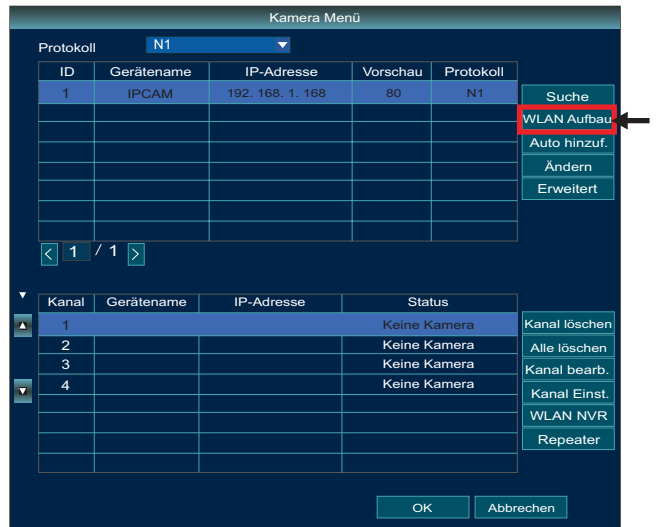 Kamera Menü
Protokoll N1
ID Gerätename IP-Adresse Vorschau Protokoll
1 IPCAM 192. 168. 1. 168 80 N1
Suche
WLAN Aufbau
Auto hinzuf.
Ändern
Erweitert
< 1 / 1 >
Kanal Gerätename IP-Adresse Status
1 Keine Kamera
2 Keine Kamera
3 Keine Kamera
4 Keine Kamera
Kanal löschen
Alle löschen
Kanal bearb.
Kanal Einst.
WLAN NVR
Repeater
OK Abbrechen